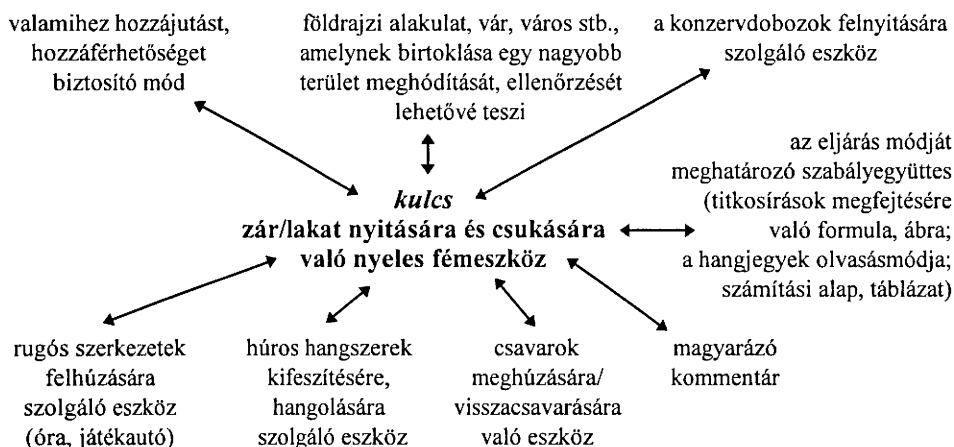 valamihez hozzájutást,
hozzáférhetőséget
biztosító mód
földrajzi alakulat, vár, város stb.,
amelynek birtoklása egy nagyobb
terület meghódítását, ellenőrzését
lehetővé teszi
a konzervdobozok felnyitására
szolgáló eszköz
az eljárás módját
meghatározó szabályegyüttes
(titkosírások megfejtésére
való formula, ábra;
a hangjegyek olvasásmódja;
számítási alap, táblázat)
kulcs
zár/lakat nyitására és csukására
való nyeles fémeszköz
rugós szerkezetek
felhúzására
szolgáló eszköz
(óra, játékautó)
húros hangszerek
kifeszítésére,
hangolására
szolgáló eszköz
csavarok
meghúzására/
visszacsavarására
való eszköz
magyarázó
kommentár